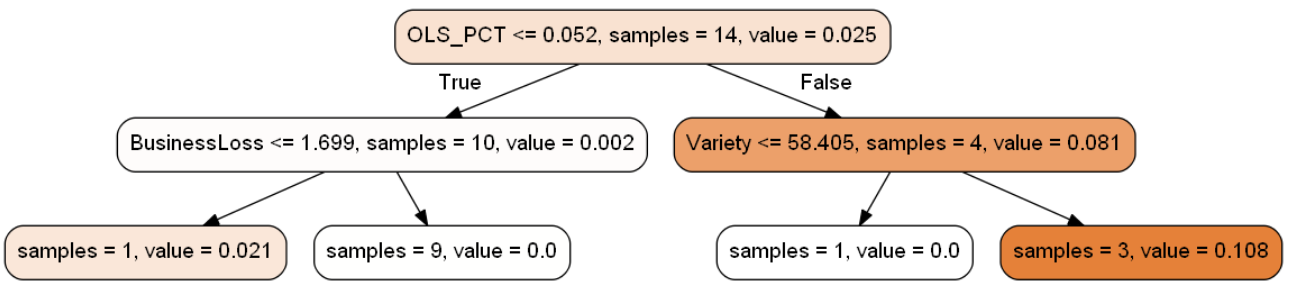 OLS_PCT <= 0.052, samples = 14, value = 0.025
True
False
BusinessLoss <= 1.699, samples = 10, value = 0.002
Variety <= 58.405, samples = 4, value = 0.081
samples = 1, value = 0.021
samples = 9, value = 0.0
samples = 1, value = 0.0
samples = 3, value = 0.108